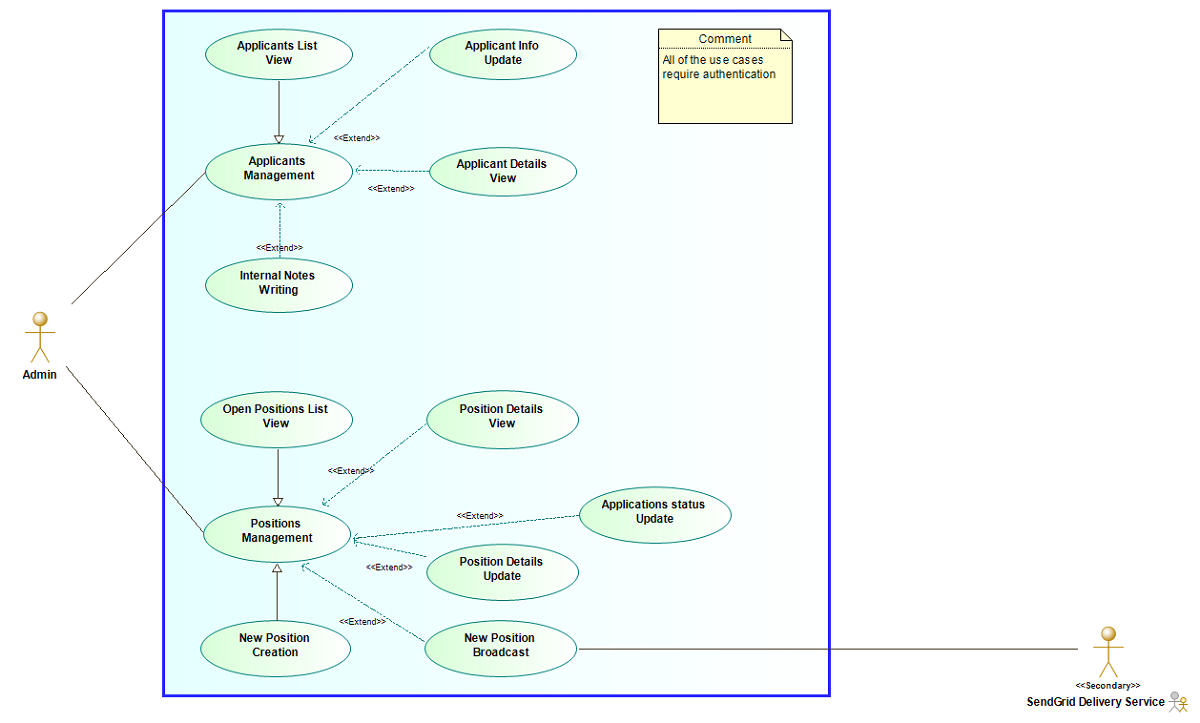 Applicants List
View
Applicant Info
Update
Comment
All of the use cases
require authentication
<<Extend>>
Applicants
Management
Applicant Details
View
<<Extend>>
<<Extend>>
Internal Notes
Writing
Admin
Open Positions List
View
Position Details
View
<<Extend>>
Applications status
Update
<<Extend>>
Positions
Management
Position Details
Update
<<Extend>>
<<Extend>>
New Position
Creation
New Position
Broadcast
<<Secondary>>
SendGrid Delivery Service